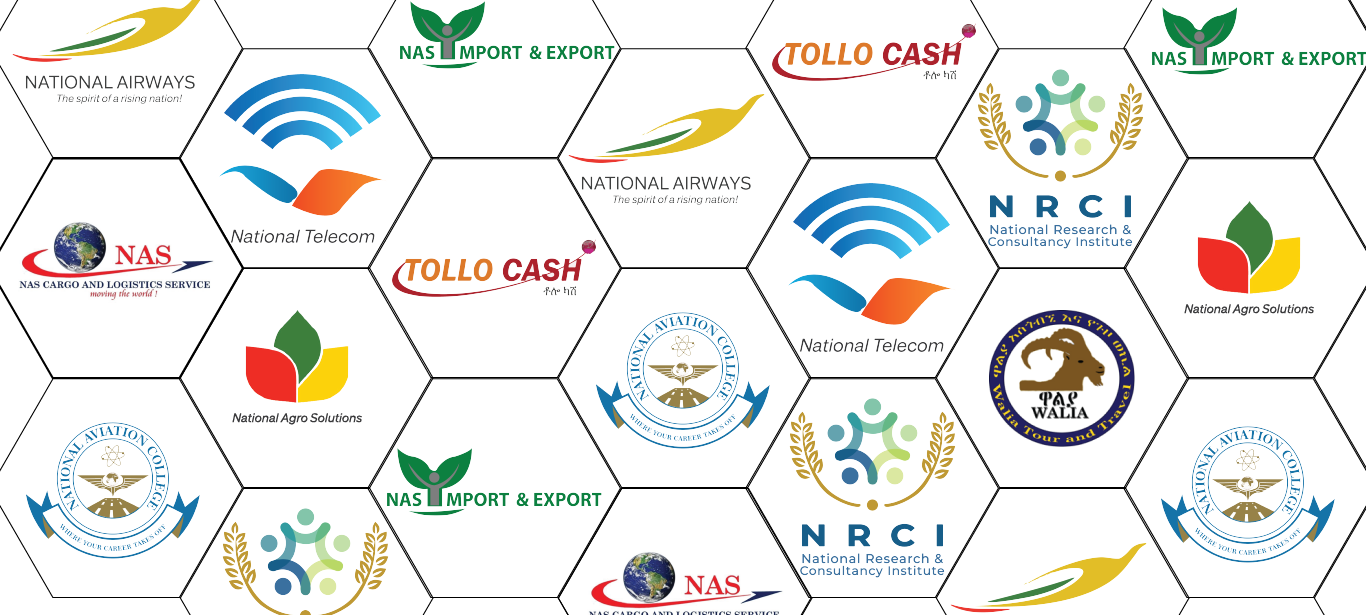 NATIONAL AIRWAYS
The spirit of a rising nation!
NAS IMPORT & EXPORT
TOLLO CASH
ቶሎ ካሽ
NAS IMPORT & EXPORT
National Telecom
NATIONAL AIRWAYS
The spirit of a rising nation!
NRCI
National Research &
Consultancy Institute
NAS
NAS CARGO AND LOGISTICS SERVICE
moving the world !
TOLLO CASH
ቶሎ ካሽ
National Telecom
National Agro Solutions
National Agro Solutions
NATIONAL AVIATION COLLEGE
WHERE YOUR CAREER TAKES OFF
ዋልያ
WALIA
Walia Tour and Travel
NATIONAL AVIATION COLLEGE
WHERE YOUR CAREER TAKES OFF
NAS IMPORT & EXPORT
NRCI
National Research &
Consultancy Institute
NATIONAL AVIATION COLLEGE
WHERE YOUR CAREER TAKES OFF
NAS
NAS CARGO AND LOGISTICS SERVICE